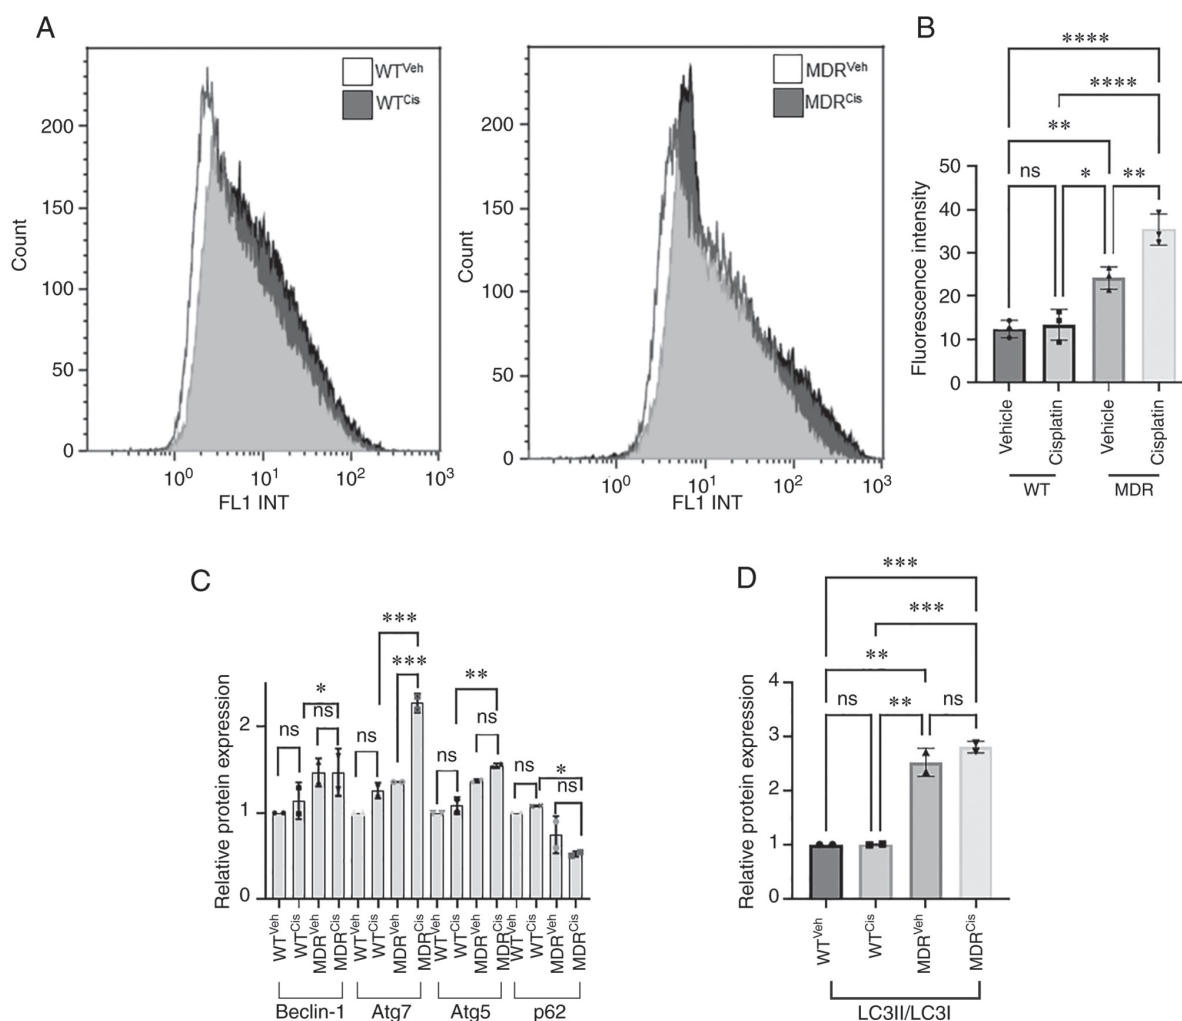 A
WT^Veh
WT^Cis
200
150
100
50
0
Count
10^0
10^1
10^2
10^3
FL1 INT
MDR^Veh
MDR^Cis
200
150
100
50
0
Count
10^0
10^1
10^2
10^3
FL1 INT
B
****
****
**
ns
*
**
50
40
30
20
10
0
Fluorescence intensity
Vehicle
Cisplatin
Vehicle
Cisplatin
WT
MDR
C
***
***
**
*
ns
ns
ns
ns
ns
ns
*
ns
2
1
0
Relative protein expression
WT^Veh
WT^Cis
MDR^Veh
MDR^Cis
WT^Veh
WT^Cis
MDR^Veh
MDR^Cis
WT^Veh
WT^Cis
MDR^Veh
MDR^Cis
WT^Veh
WT^Cis
MDR^Veh
MDR^Cis
Beclin-1
Atg7
Atg5
p62
D
***
***
**
ns
**
ns
4
3
2
1
0
Relative protein expression
WT^Veh
WT^Cis
MDR^Veh
MDR^Cis
LC3II/LC3I